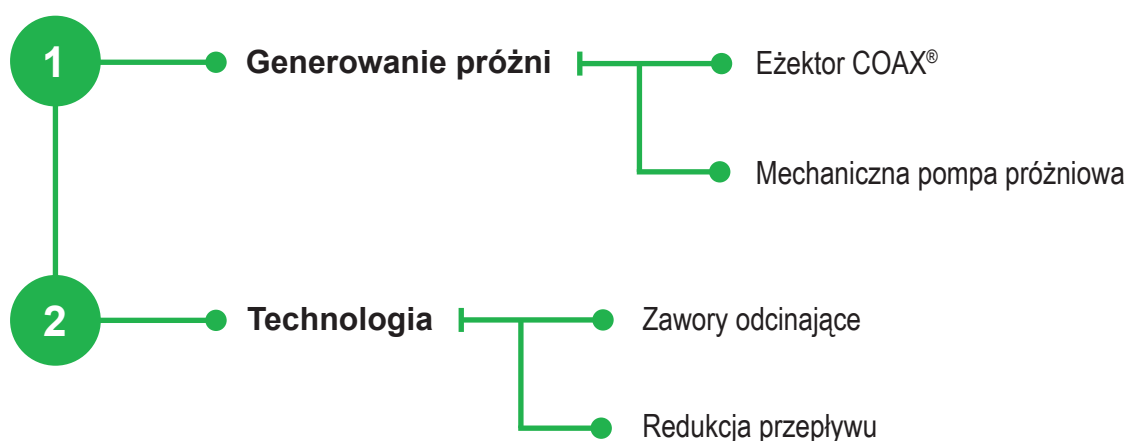 1
Generowanie próżni
Eżektor COAX®
Mechaniczna pompa próżniowa
2
Technologia
Zawory odcinające
Redukcja przepływu